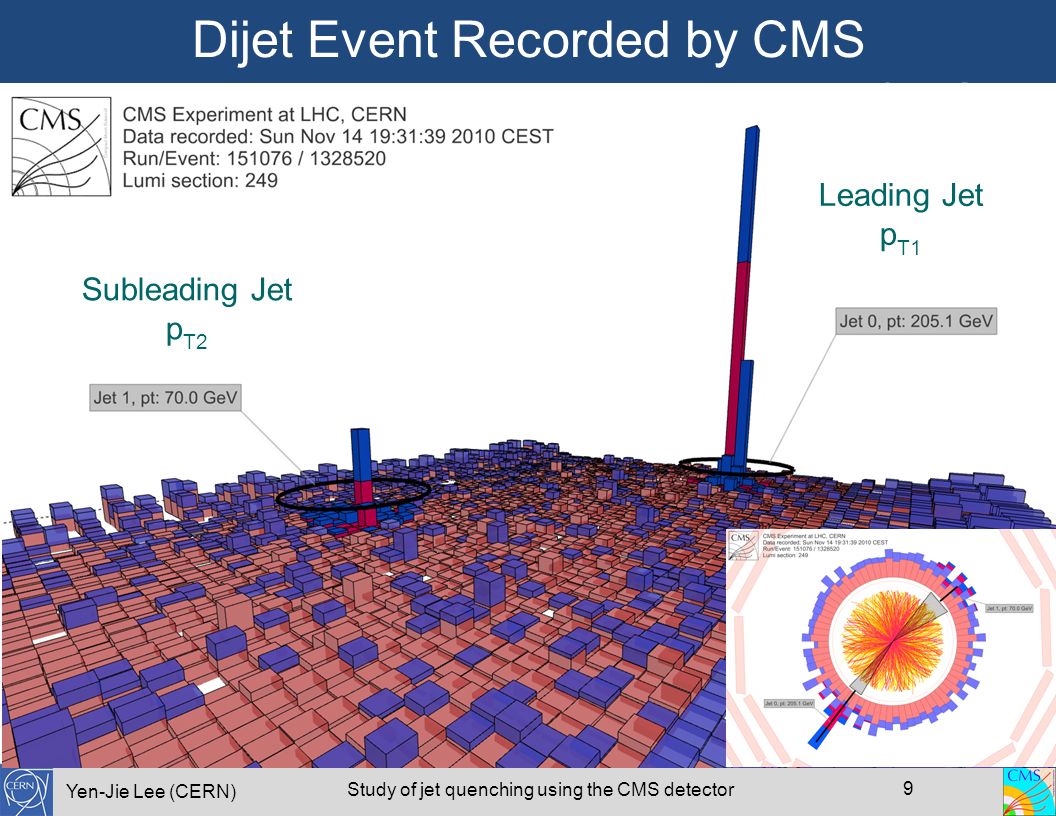 Dijet Event Recorded by CMS
CMS
CMS Experiment at LHC, CERN
Data recorded: Sun Nov 14 19:31:39 2010 CEST
Run/Event: 151076 / 1328520
Lumi section: 249
Leading Jet
pT1
Subleading Jet
pT2
Jet 0, pt: 205.1 GeV
Jet 1, pt: 70.0 GeV
CMS
CMS Experiment at LHC, CERN
Data recorded: Sun Nov 14 19:31:39 2010 CEST
Run/Event: 151076 / 1328520
Lumi section: 249
Jet 1, pt: 70.0 GeV
Jet 0, pt: 205.1 GeV
CERN
Yen-Jie Lee (CERN)
Study of jet quenching using the CMS detector
9
CMS